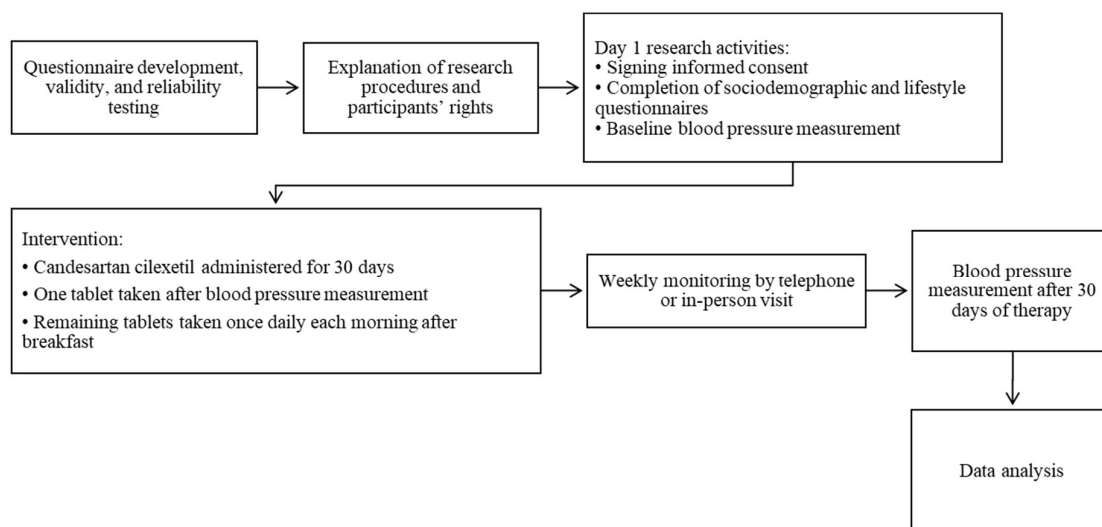 Questionnaire development,
validity, and reliability
testing
Explanation of research
procedures and
participants’ rights
Day 1 research activities:
• Signing informed consent
• Completion of sociodemographic and lifestyle
questionnaires
• Baseline blood pressure measurement
Intervention:
• Candesartan cilexetil administered for 30 days
• One tablet taken after blood pressure measurement
• Remaining tablets taken once daily each morning after
breakfast
Weekly monitoring by telephone
or in-person visit
Blood pressure
measurement after 30
days of therapy
Data analysis